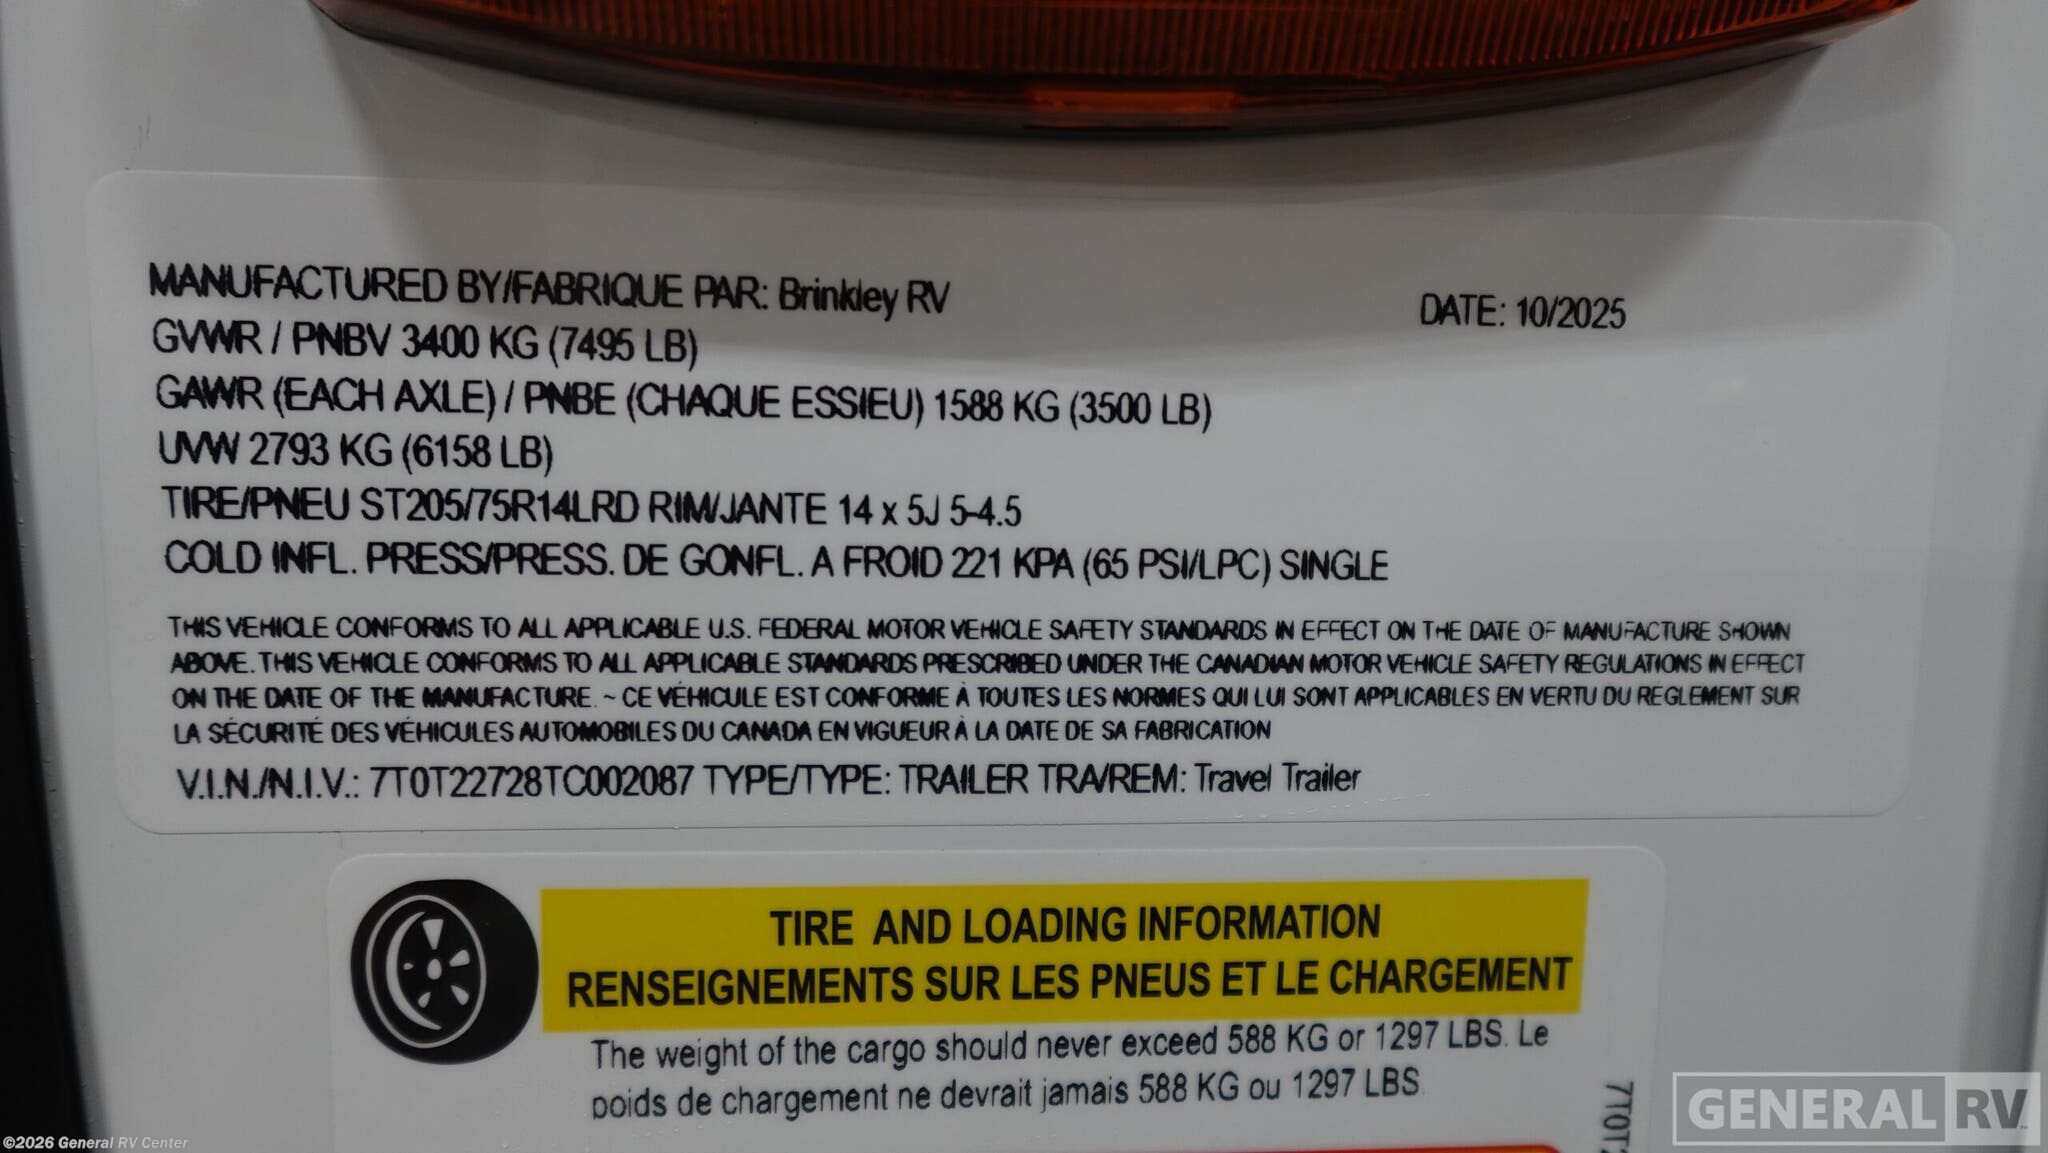 MANUFACTURED BY/FABRIQUE PAR: Brinkley RV DATE: 10/2025
GVWR / PNBV 3400 KG (7495 LB)
GAWR (EACH AXLE) / PNBE (CHAQUE ESSIEU) 1588 KG (3500 LB)
UVW 2793 KG (6158 LB)
TIRE/PNEU ST205/75R14LRD RIM/JANTE 14 x 5J 5-4.5
COLD INFL. PRESS/PRESS. DE GONFL. A FROID 221 KPA (65 PSI/LPC) SINGLE
THIS VEHICLE CONFORMS TO ALL APPLICABLE U.S. FEDERAL MOTOR VEHICLE SAFETY STANDARDS IN EFFECT ON THE DATE OF MANUFACTURE SHOWN
ABOVE. THIS VEHICLE CONFORMS TO ALL APPLICABLE STANDARDS PRESCRIBED UNDER THE CANADIAN MOTOR VEHICLE SAFETY REGULATIONS IN EFFECT
ON THE DATE OF THE MANUFACTURE. ~ CE VÉHICULE EST CONFORME À TOUTES LES NORMES QUI LUI SONT APPLICABLES EN VERTU DU RÉGLEMENT SUR
LA SÉCURITÉ DES VÉHICULES AUTOMOBILES DU CANADA EN VIGUEUR À LA DATE DE SA FABRICATION
V.I.N./N.I.V.: 7T0T22728TC002087 TYPE/TYPE: TRAILER TRA/REM: Travel Trailer
TIRE AND LOADING INFORMATION
RENSEIGNEMENTS SUR LES PNEUS ET LE CHARGEMENT
The weight of the cargo should never exceed 588 KG or 1297 LBS. Le
poids de chargement ne devrait jamais 588 KG ou 1297 LBS.
7T0T
GENERAL RV
©2026 General RV Center